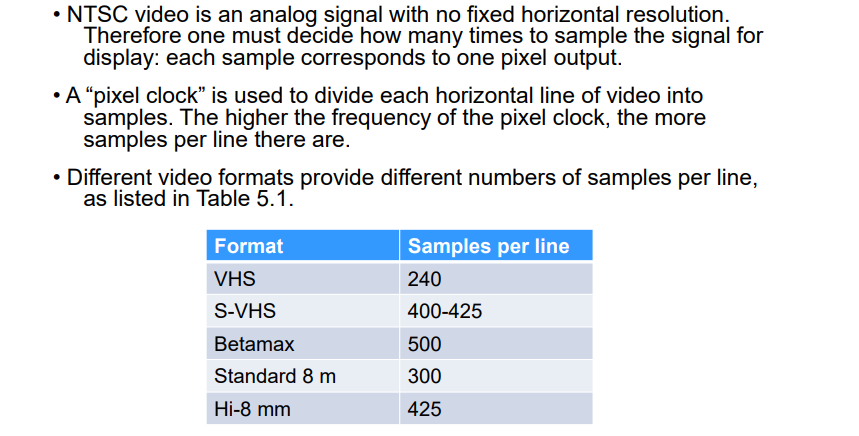 • NTSC video is an analog signal with no fixed horizontal resolution.
Therefore one must decide how many times to sample the signal for
display: each sample corresponds to one pixel output.
• A “pixel clock” is used to divide each horizontal line of video into
samples. The higher the frequency of the pixel clock, the more
samples per line there are.
• Different video formats provide different numbers of samples per line,
as listed in Table 5.1.
Format Samples per line
VHS 240
S-VHS 400-425
Betamax 500
Standard 8 m 300
Hi-8 mm 425